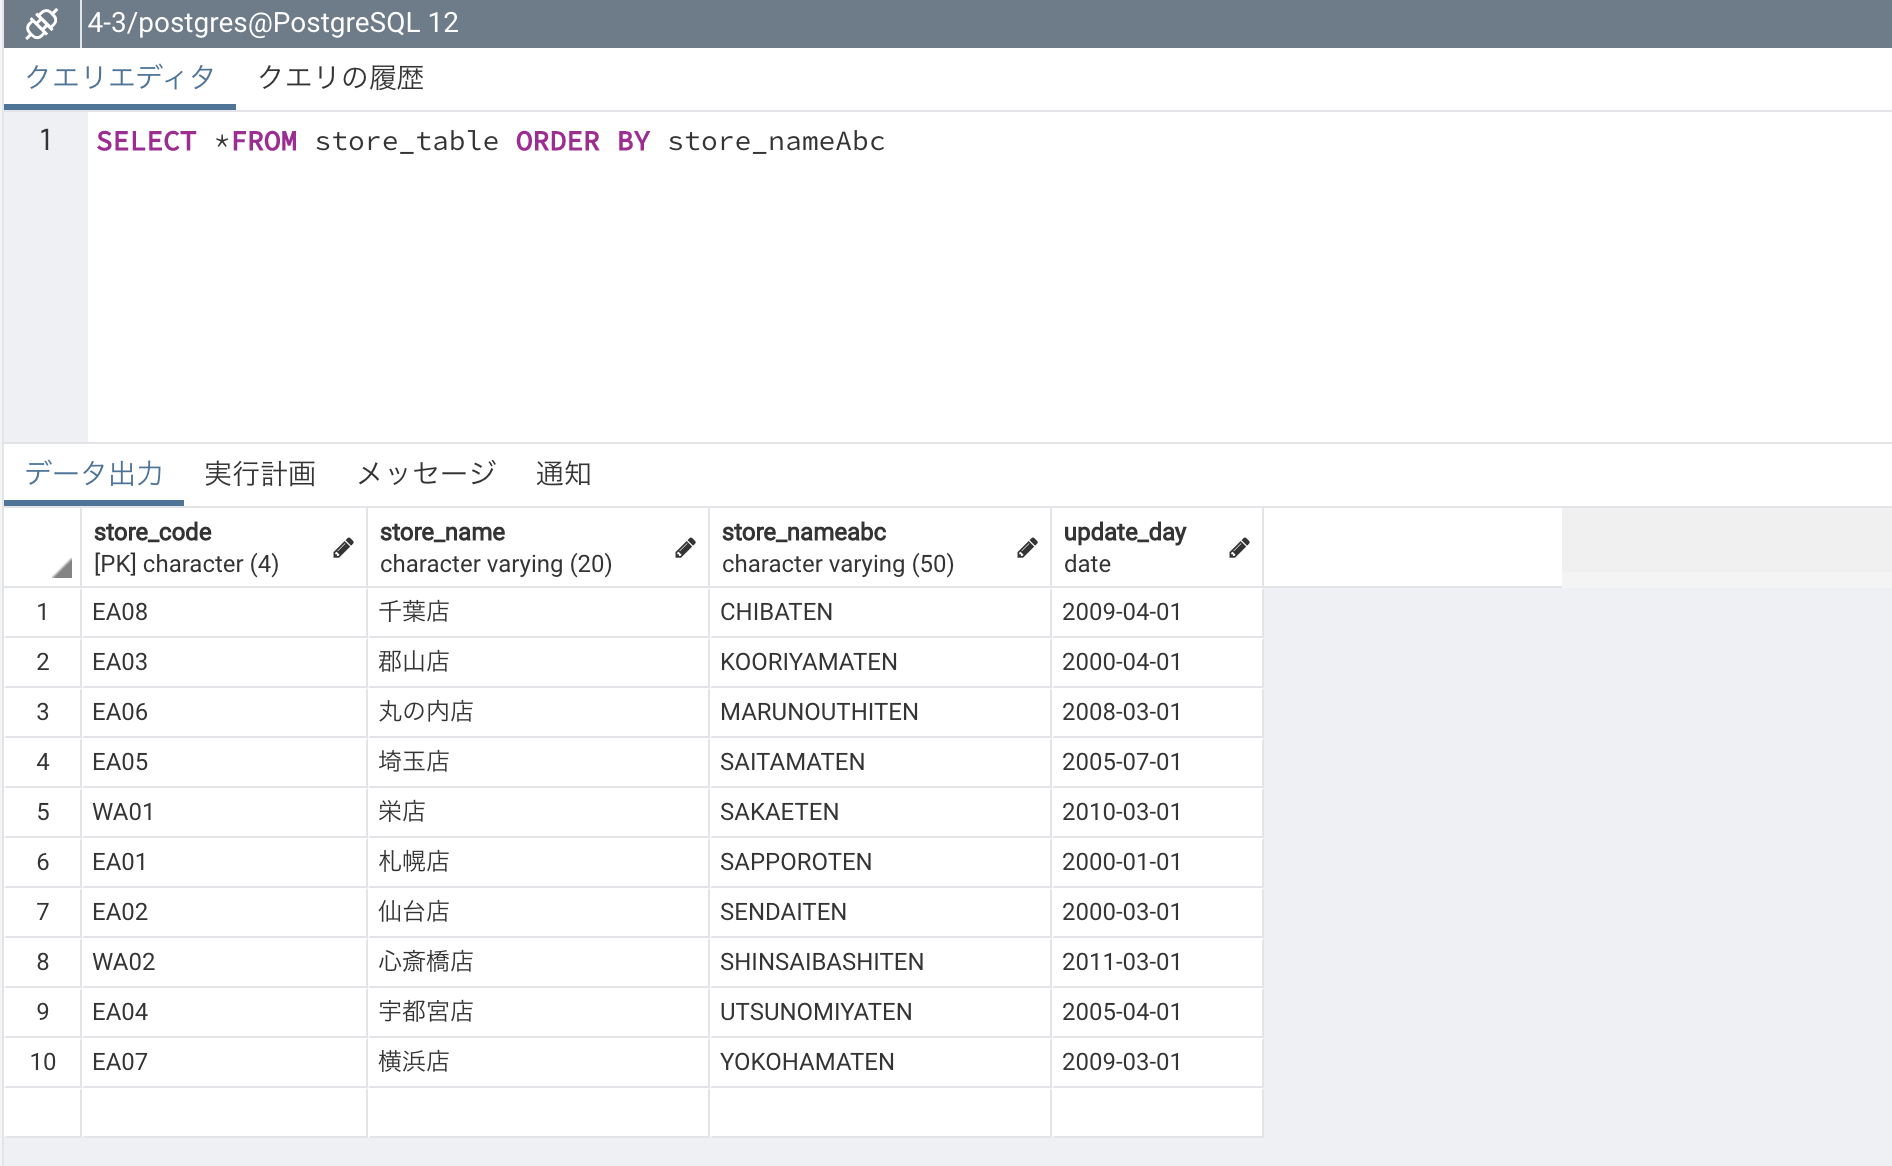 4-3/postgres@PostgreSQL 12
クエリエディタ クエリの履歴
1 SELECT *FROM store_table ORDER BY store_nameAbc
データ出力 実行計画 メッセージ 通知
store_code store_name store_nameabc update_day
[PK] character (4) character varying (20) character varying (50) date
1 EA08 千葉店 CHIBATEN 2009-04-01
2 EA03 郡山店 KOORIYAMATEN 2000-04-01
3 EA06 丸の内店 MARUNOUTHITEN 2008-03-01
4 EA05 埼玉店 SAITAMATEN 2005-07-01
5 WA01 栄店 SAKAETEN 2010-03-01
6 EA01 札幌店 SAPPOROTEN 2000-01-01
7 EA02 仙台店 SENDAITEN 2000-03-01
8 WA02 心斎橋店 SHINSAIBASHITEN 2011-03-01
9 EA04 宇都宮店 UTSUNOMIYATEN 2005-04-01
10 EA07 横浜店 YOKOHAMATEN 2009-03-01